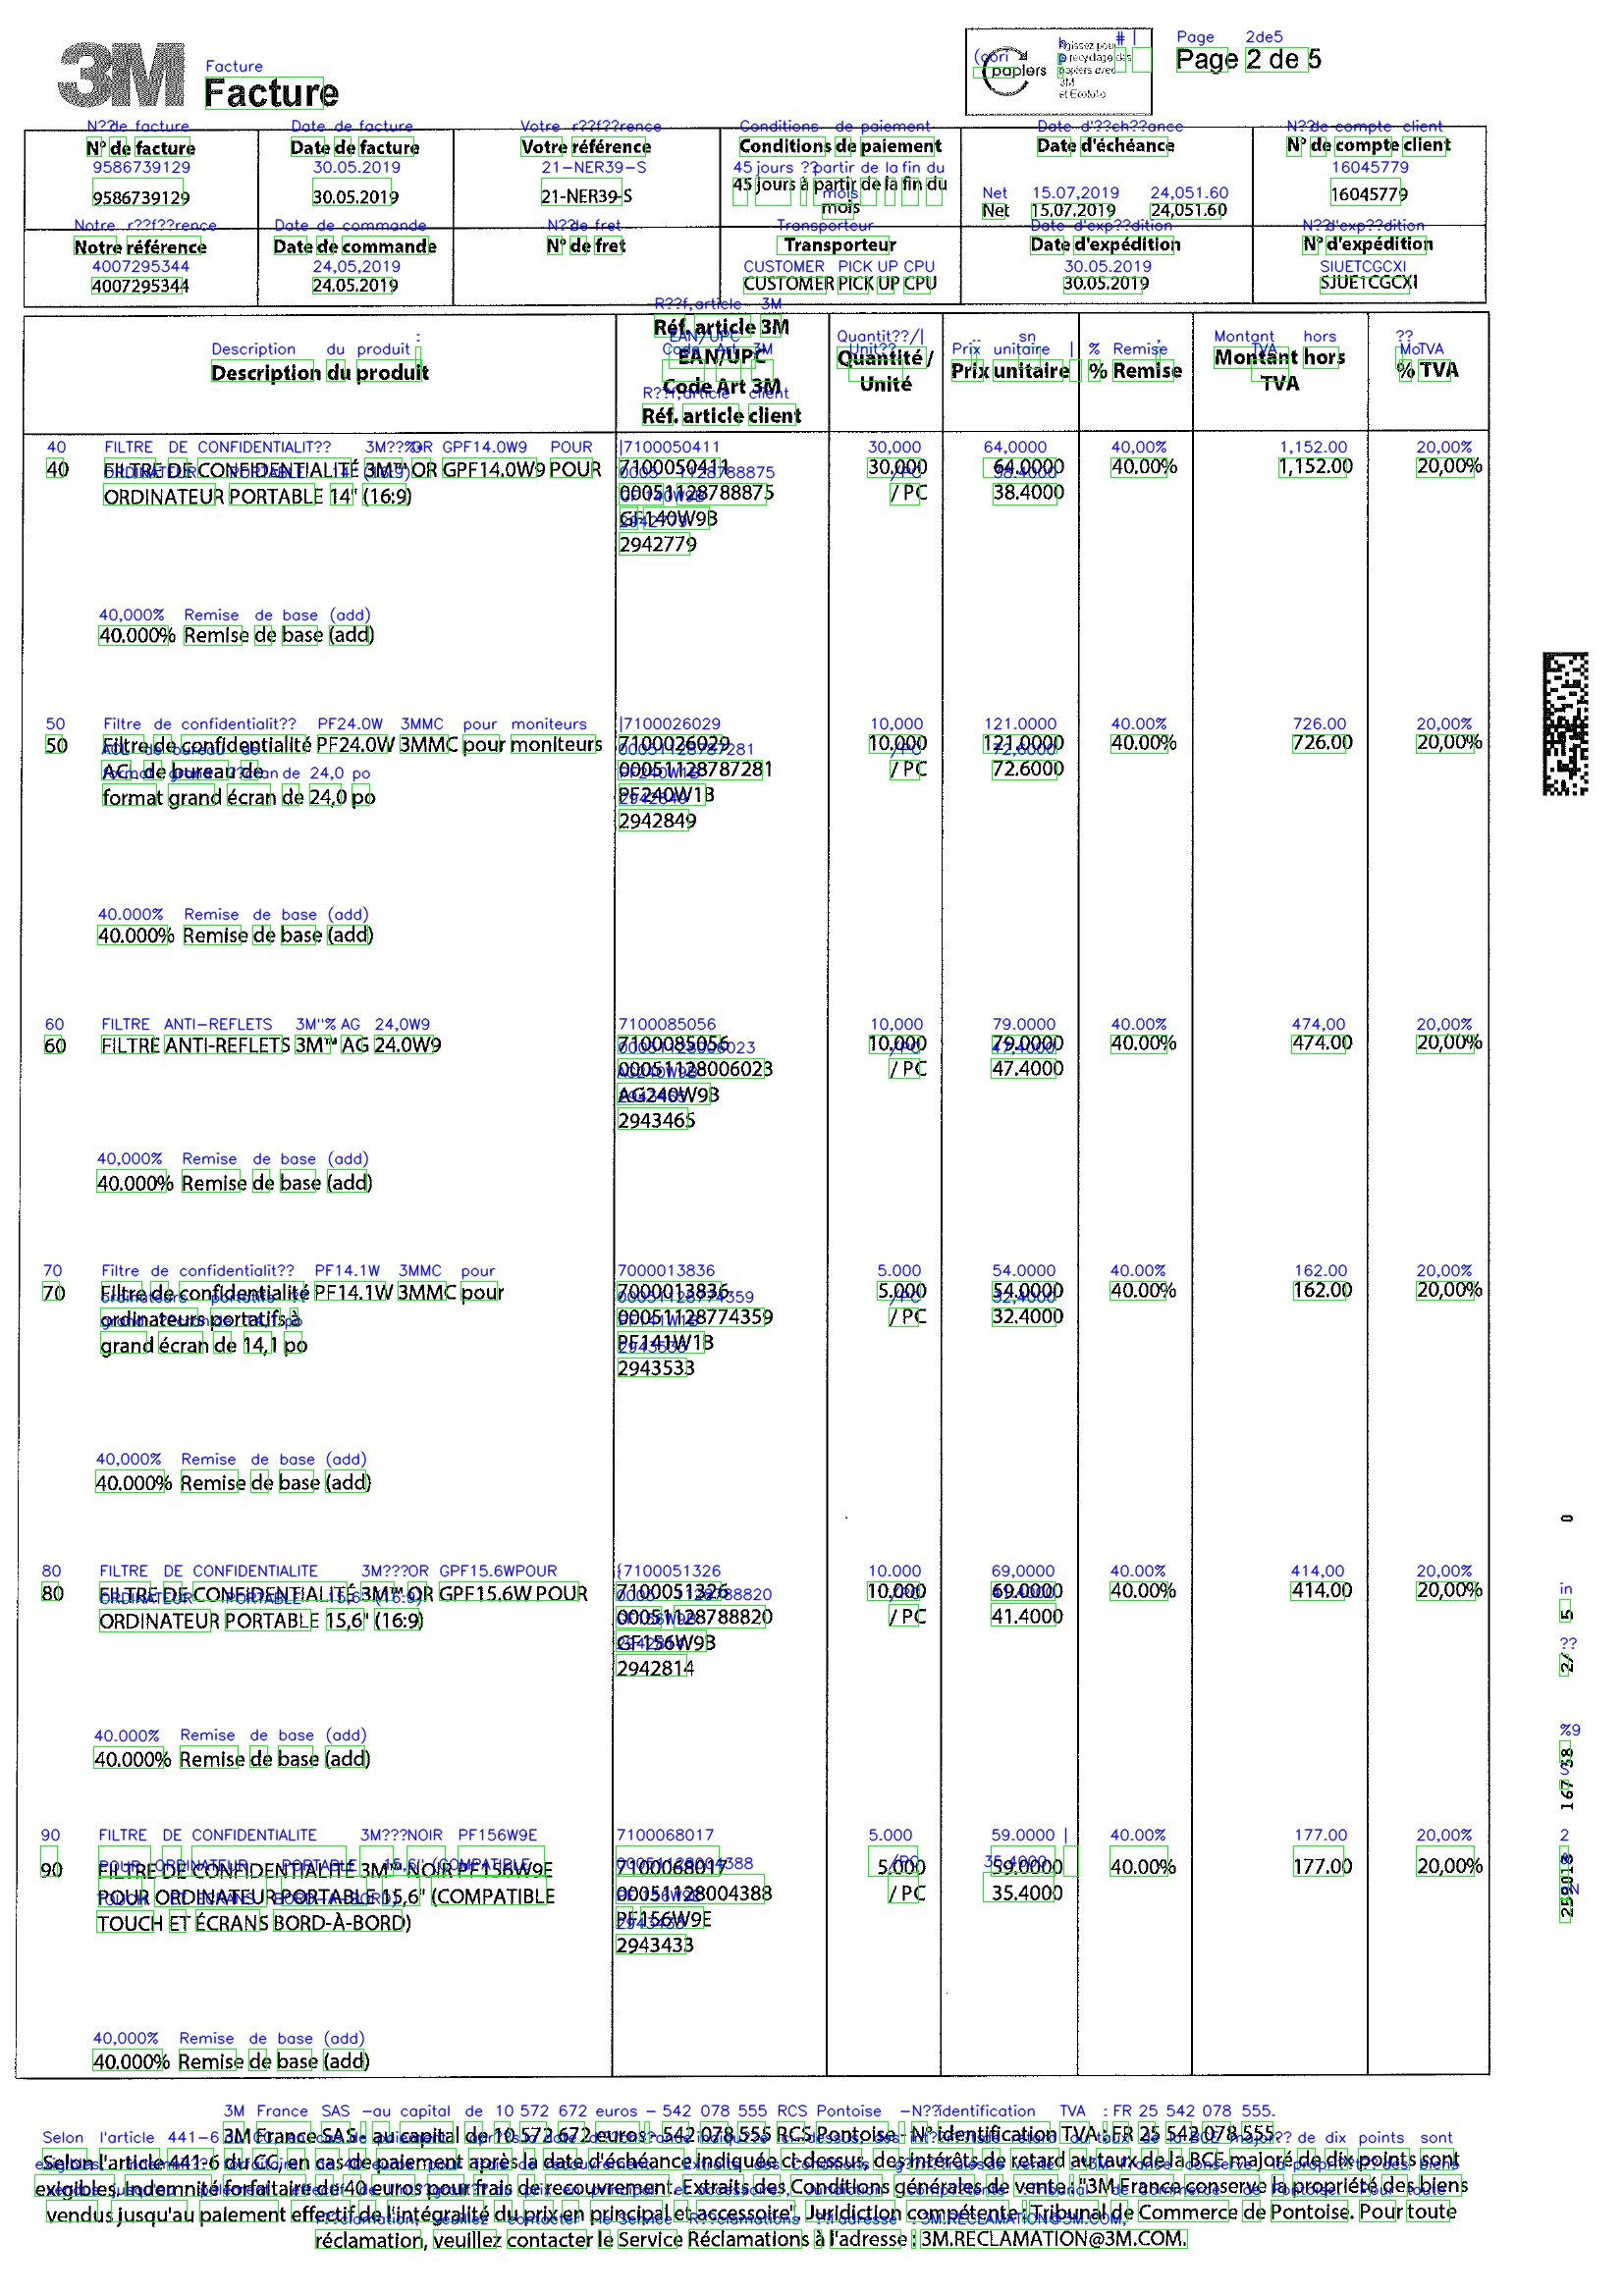 3M Facture
papiers
Page 2 de 5
N° de facture Date de facture Votre référence Conditions de paiement Date d'échéance N° de compte client
9586739129 30.05.2019 21-NER39-S 45 jours à partir de la fin du mois Net 15.07.2019 24,051.60 16045779
Notre référence Date de commande N° de fret Transporteur Date d'expédition N° d'expédition
4007295344 24.05.2019 CUSTOMER PICK UP CPU 30.05.2019 SJUETCGCXI
Description du produit Réf. article 3M EAN/UPC Code Art 3M Réf. article client Quantité / Unité Prix unitaire % Remise Montant hors TVA % TVA
40 FILTRE DE CONFIDENTIALITÉ 3M™ OR GPF14.0W9 POUR 7100050411 30,000 64.0000 40.00% 1,152.00 20,00%
ORDINATEUR PORTABLE 14" (16:9) 00051128788875 / PC 38.4000
GF140W9B
2942779
40.000% Remise de base (add)
50 Filtre de confidentialité PF24.0W 3MMC pour moniteurs 7100026029 10,000 121.0000 40.00% 726.00 20,00%
ACL de bureau de 00051128787281 / PC 72.6000
format grand écran de 24,0 po PF240W1B
2942849
40.000% Remise de base (add)
60 FILTRE ANTI-REFLETS 3M™ AG 24.0W9 7100085056 10,000 79.0000 40.00% 474.00 20,00%
00051128006023 / PC 47.4000
AG240W9B
2943465
40.000% Remise de base (add)
70 Filtre de confidentialité PF14.1W 3MMC pour 7000013836 5.000 54.0000 40.00% 162.00 20,00%
ordinateurs portatifs à 00051128774359 / PC 32.4000
grand écran de 14,1 po PF141W1B
2943533
40.000% Remise de base (add)
80 FILTRE DE CONFIDENTIALITÉ 3M™ OR GPF15.6W POUR 7100051326 10.000 69.0000 40.00% 414.00 20,00%
ORDINATEUR PORTABLE 15,6" (16:9) 00051128788820 / PC 41.4000
GF156W9B
2942814
40.000% Remise de base (add)
90 FILTRE DE CONFIDENTIALITÉ 3M™ NOIR PF156W9E 7100068017 5.000 59.0000 40.00% 177.00 20,00%
POUR ORDINATEUR PORTABLE 15,6" (COMPATIBLE 00051128004388 / PC 35.4000
TOUCH ET ÉCRANS BORD-À-BORD) PF156W9E
2943433
40.000% Remise de base (add)
3M France SAS - au capital de 10 572 672 euros - 542 078 555 RCS Pontoise - N° identification TVA : FR 25 542 078 555.
Selon l'article 441-6 du CC, en cas de paiement après la date d'échéance indiquée ci-dessus, des intérêts de retard au taux de la BCE majoré de dix points sont
exigibles. Indemnité forfaitaire de 40 euros pour frais de recouvrement. Extraits des Conditions générales de vente : "3M France conserve la propriété des biens
vendus jusqu'au paiement effectif de l'intégralité du prix en principal et accessoire". Juridiction compétente : Tribunal de Commerce de Pontoise. Pour toute
réclamation, veuillez contacter le Service Réclamations à l'adresse : 3M.RECLAMATION@3M.COM.